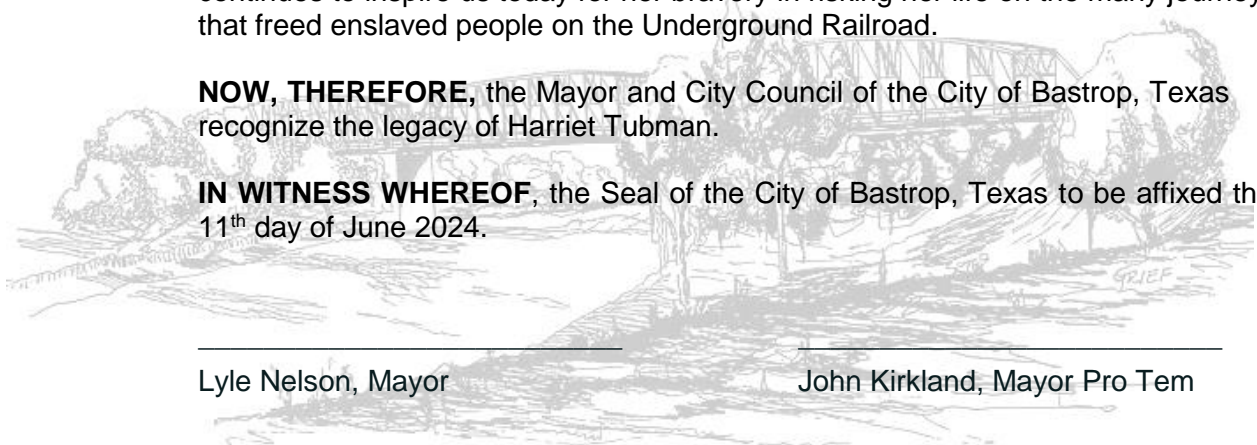 that freed enslaved people on the Underground Railroad.
NOW, THEREFORE, the Mayor and City Council of the City of Bastrop, Texas
recognize the legacy of Harriet Tubman.
IN WITNESS WHEREOF, the Seal of the City of Bastrop, Texas to be affixed th
11th day of June 2024.
GRIEF
Lyle Nelson, Mayor
John Kirkland, Mayor Pro Tem